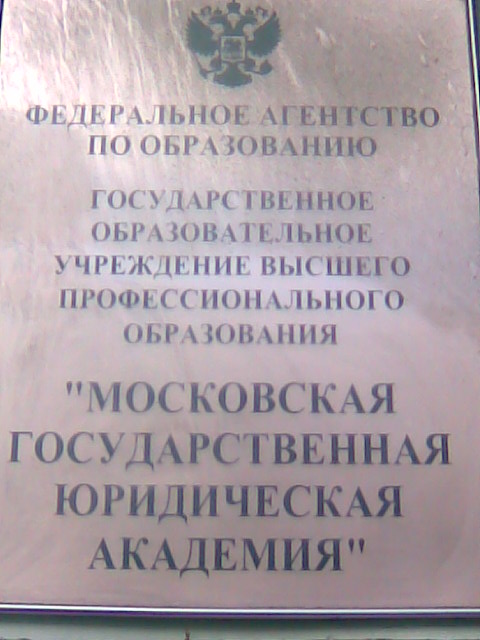 ФЕДЕРАЛЬНОЕ АГЕНТСТВО
ПО ОБРАЗОВАНИЮ
ГОСУДАРСТВЕННОЕ
ОБРАЗОВАТЕЛЬНОЕ
УЧРЕЖДЕНИЕ ВЫСШЕГО
ПРОФЕССИОНАЛЬНОГО
ОБРАЗОВАНИЯ
"МОСКОВСКАЯ
ГОСУДАРСТВЕННАЯ
ЮРИДИЧЕСКАЯ
АКАДЕМИЯ"